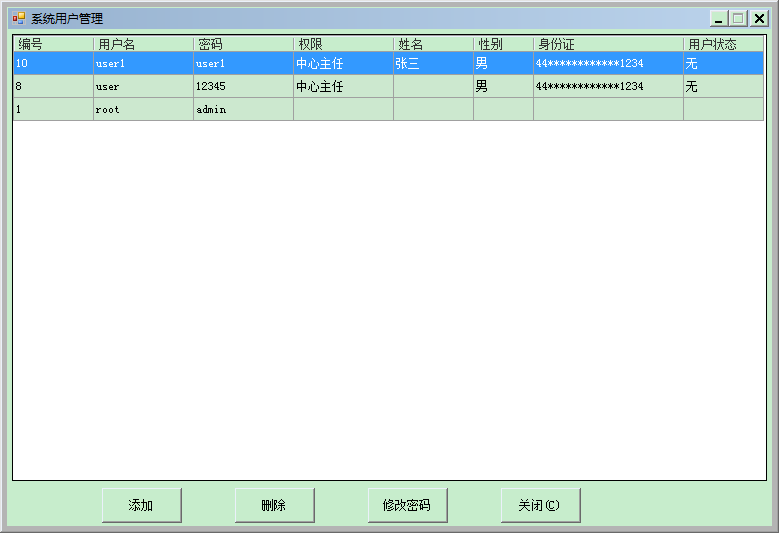 系统用户管理
编号 用户名 密码 权限 姓名 性别 身份证 用户状态
10 user1 user1 中心主任 张三 男 44************1234 无
8 user 12345 中心主任 男 44************1234 无
1 root admin
添加 删除 修改密码 关闭(C)